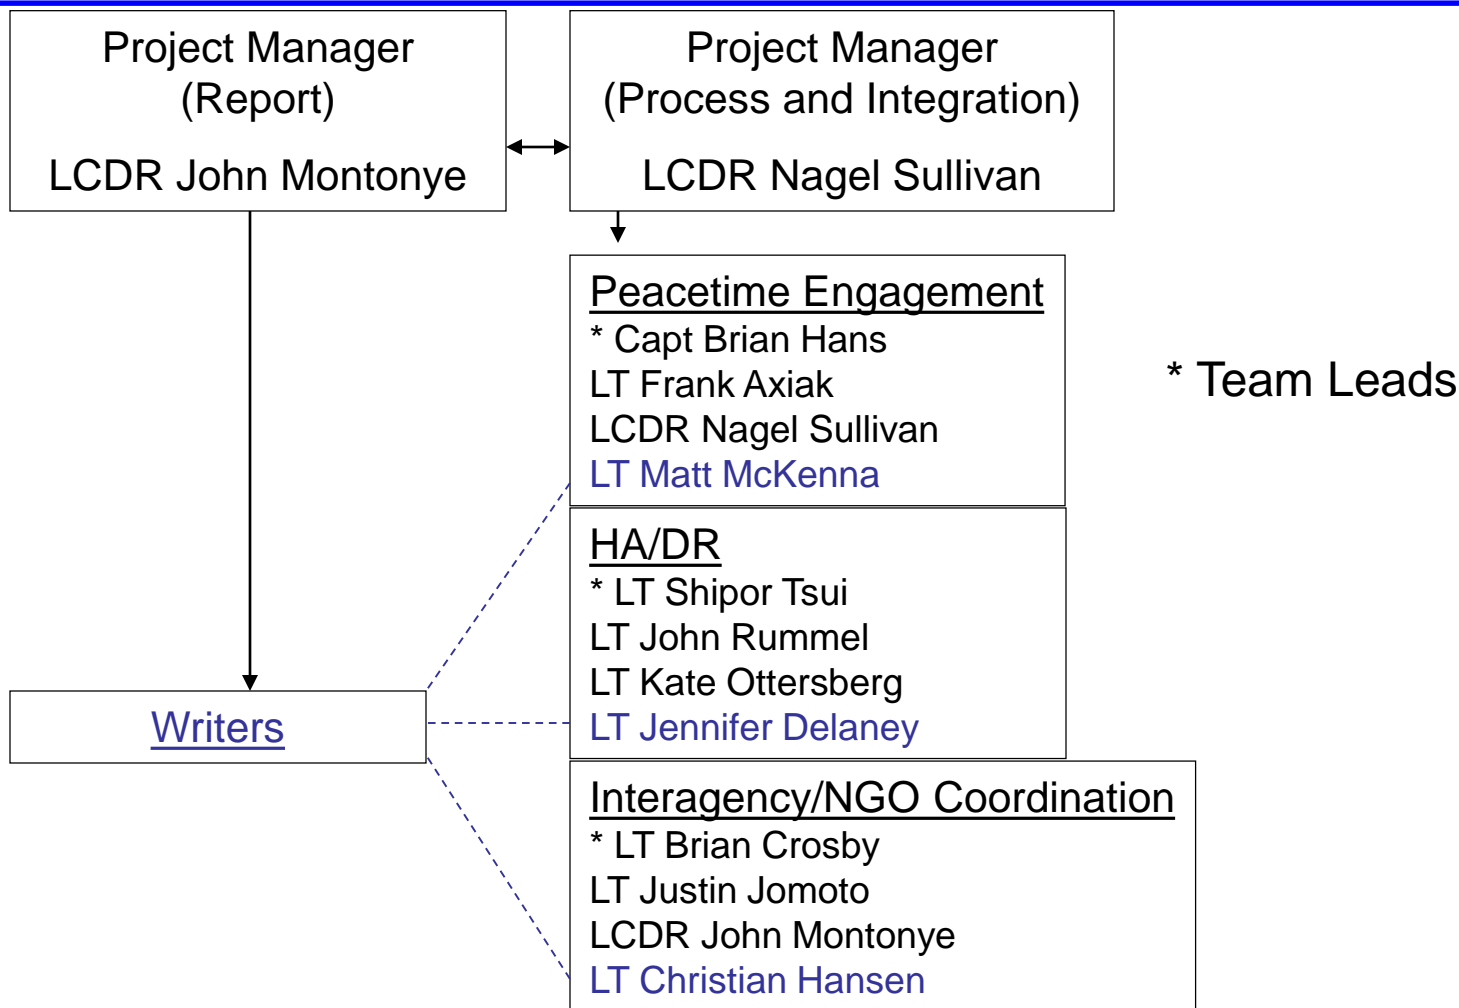 Project Manager
(Report)
LCDR John Montonye
Project Manager
(Process and Integration)
LCDR Nagel Sullivan
Peacetime Engagement
* Capt Brian Hans
LT Frank Axiak
LCDR Nagel Sullivan
LT Matt McKenna
* Team Leads
HA/DR
* LT Shipor Tsui
LT John Rummel
LT Kate Ottersberg
LT Jennifer Delaney
Writers
Interagency/NGO Coordination
* LT Brian Crosby
LT Justin Jomoto
LCDR John Montonye
LT Christian Hansen